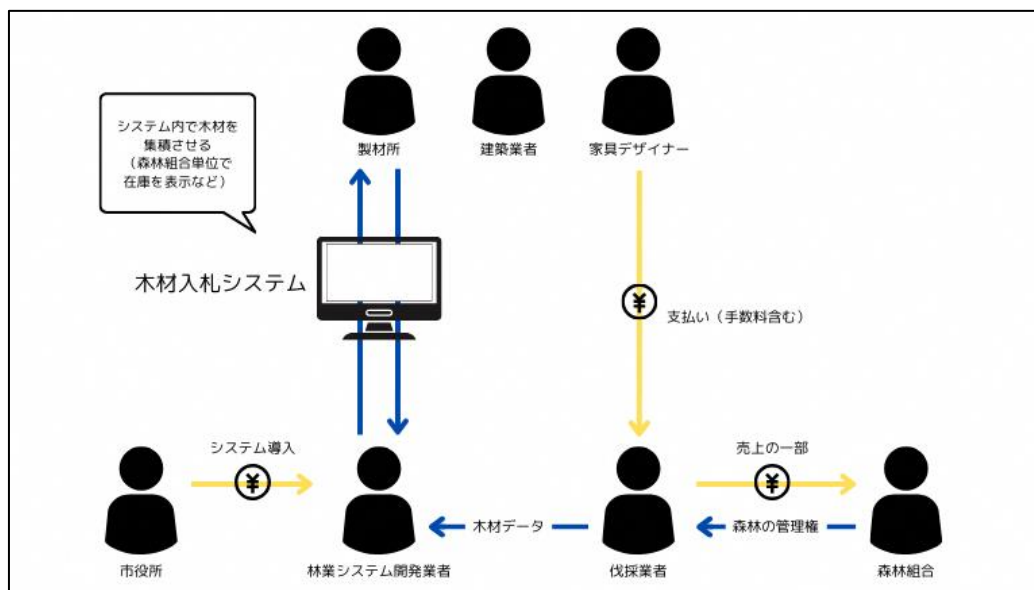 製材所
建築業者
家具デザイナー
システム内で木材を
集積させる
（森林組合単位で
在庫を表示など）
木材入札システム
¥
支払い（手数料含む）
システム導入
¥
売上の一部
¥
木材データ
森林の管理権
市役所
林業システム開発業者
伐採業者
森林組合